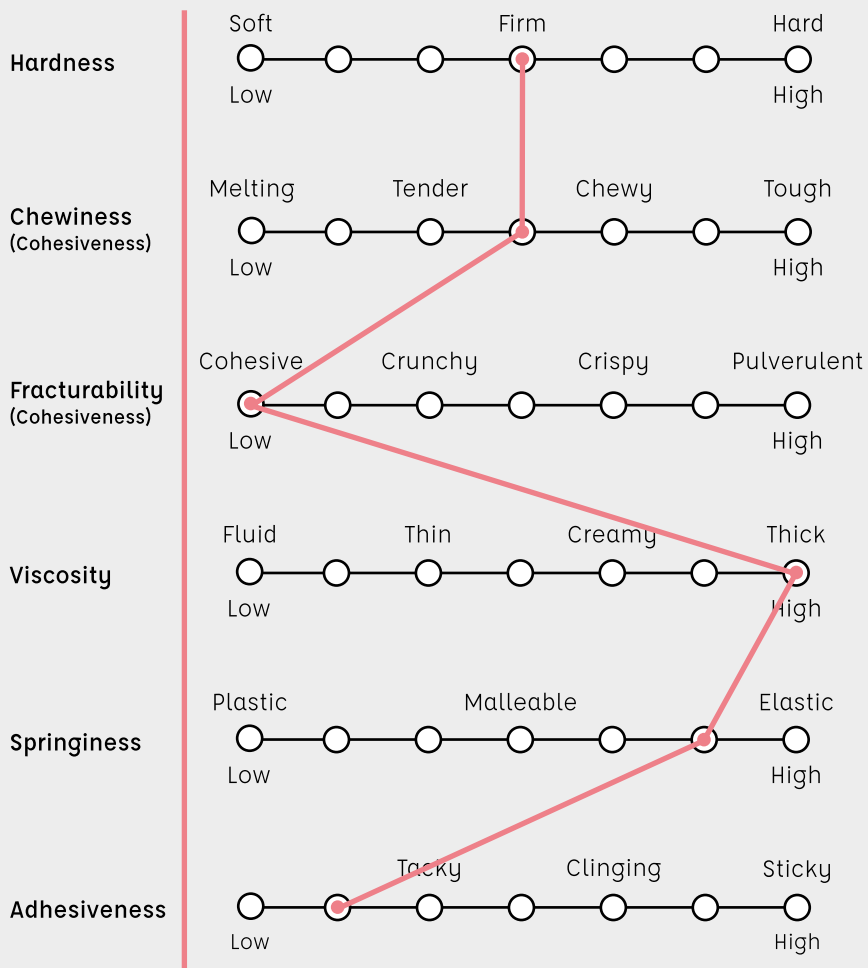 Soft Firm Hard
Hardness
Low High
Melting Tender Chewy Tough
Chewiness
(Cohesiveness)
Low High
Cohesive Crunchy Crispy Pulverulent
Fracturability
(Cohesiveness)
Low High
Fluid Thin Creamy Thick
Viscosity
Low High
Plastic Malleable Elastic
Springiness
Low High
Tacky Clinging Sticky
Adhesiveness
Low High